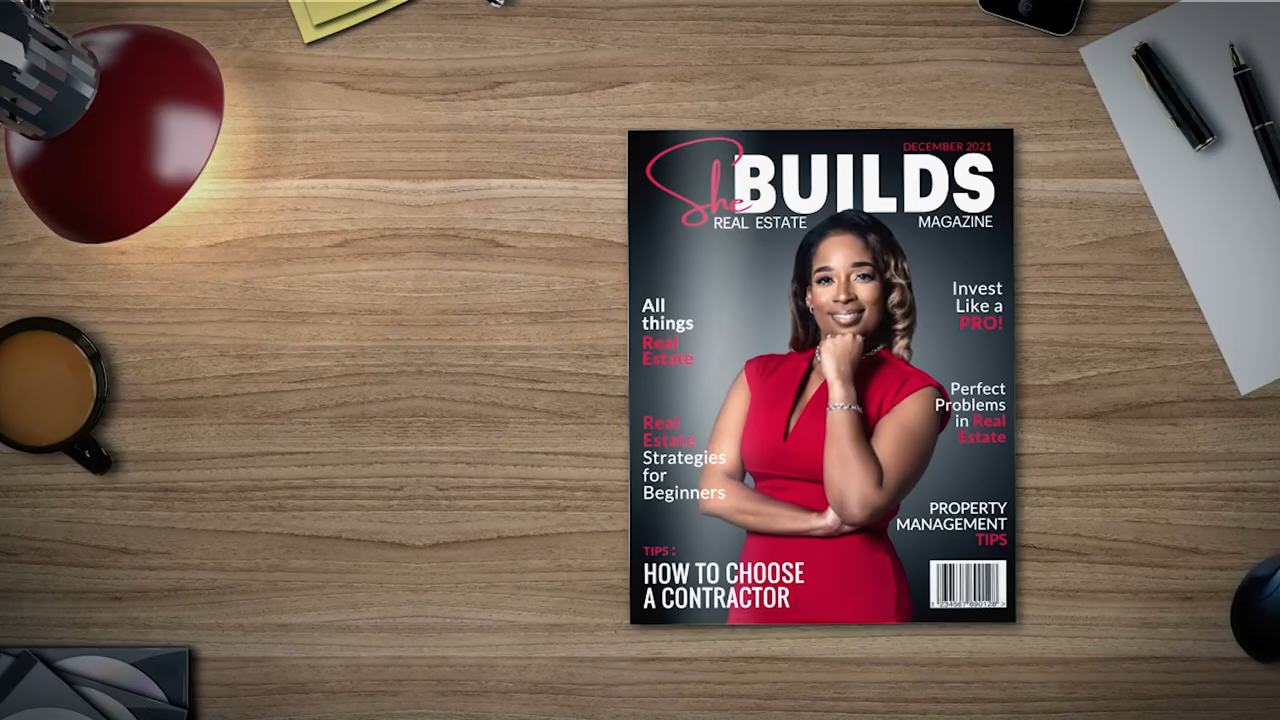 DECEMBER 2021
She BUILDS
REAL ESTATE MAGAZINE
All
things
Real
Estate
Real
Estate
Strategies
for
Beginners
TIPS :
HOW TO CHOOSE
A CONTRACTOR
Invest
Like a
PRO!
Perfect
Problems
in Real
Estate
PROPERTY
MANAGEMENT
TIPS